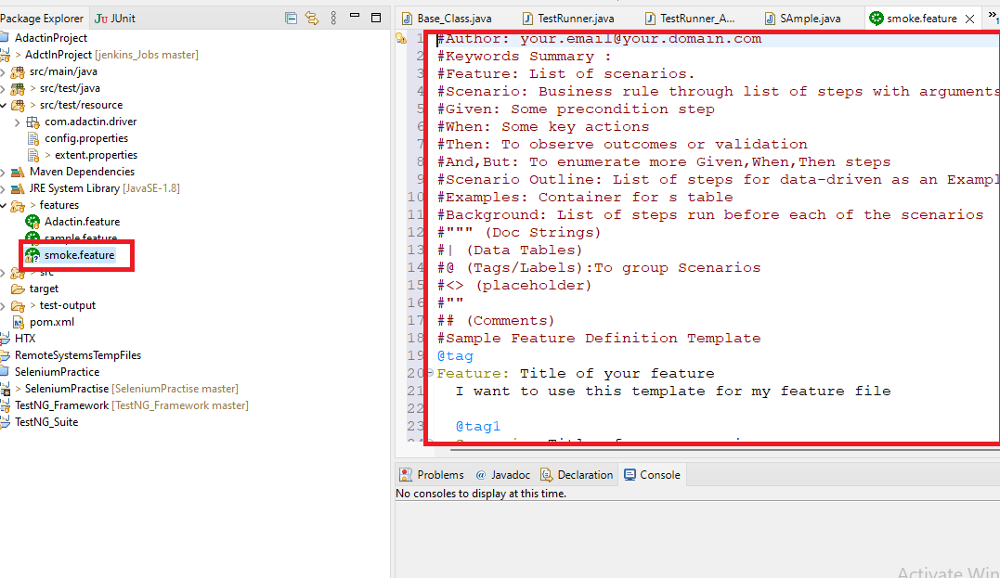 Package Explorer
JUnit
AdactinProject
> AdctInProject [jenkins_Jobs master]
src/main/java
> src/test/java
> src/test/resource
com.adactin.driver
config.properties
> extent.properties
Maven Dependencies
JRE System Library [JavaSE-1.8]
> features
Adactin.feature
sample.feature
smoke.feature
> src
target
> test-output
pom.xml
HTX
RemoteSystemsTempFiles
SeleniumPractice
> SeleniumPractise [SeleniumPractise master]
TestNG_Framework [TestNG_Framework master]
TestNG_Suite
Base_Class.java
TestRunner.java
TestRunner_A...
SAmple.java
smoke.feature
1 #Author: your.email@your.domain.com
2 #Keywords Summary :
3 #Feature: List of scenarios.
4 #Scenario: Business rule through list of steps with arguments
5 #Given: Some precondition step
6 #When: Some key actions
7 #Then: To observe outcomes or validation
8 #And,But: To enumerate more Given,When,Then steps
9 #Scenario Outline: List of steps for data-driven as an Exampl
10 #Examples: Container for s table
11 #Background: List of steps run before each of the scenarios
12 #""" (Doc Strings)
13 #| (Data Tables)
14 #@ (Tags/Labels):To group Scenarios
15 #<> (placeholder)
16 #""
17 ## (Comments)
18 #Sample Feature Definition Template
19 @tag
20 Feature: Title of your feature
21 I want to use this template for my feature file
22
23 @tag1
Problems
@ Javadoc
Declaration
Console
No consoles to display at this time.
Activate Win